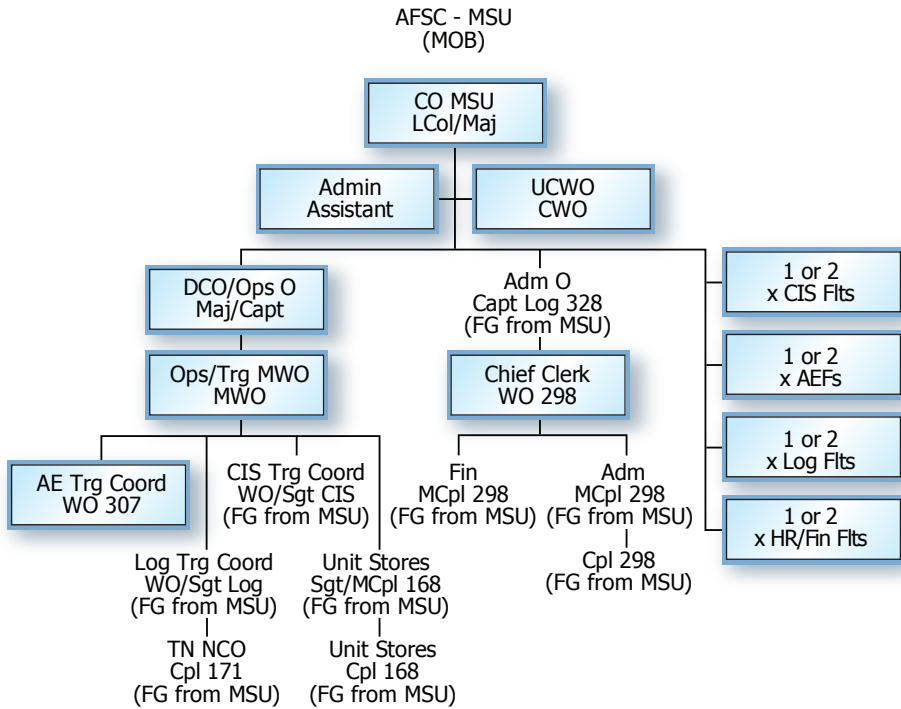 AFSC - MSU
(MOB)
CO MSU
LCol/Maj
Admin
Assistant
UCWO
CWO
DCO/Ops O
Maj/Capt
Adm O
Capt Log 328
(FG from MSU)
1 or 2
x CIS Flts
Ops/Trg MWO
MWO
Chief Clerk
WO 298
1 or 2
x AEFs
AE Trg Coord
WO 307
CIS Trg Coord
WO/Sgt CIS
(FG from MSU)
Fin
MCpl 298
(FG from MSU)
Adm
MCpl 298
(FG from MSU)
1 or 2
x Log Flts
Log Trg Coord
WO/Sgt Log
(FG from MSU)
Unit Stores
Sgt/MCpl 168
(FG from MSU)
Cpl 298
(FG from MSU)
1 or 2
x HR/Fin Flts
TN NCO
Cpl 171
(FG from MSU)
Unit Stores
Cpl 168
(FG from MSU)